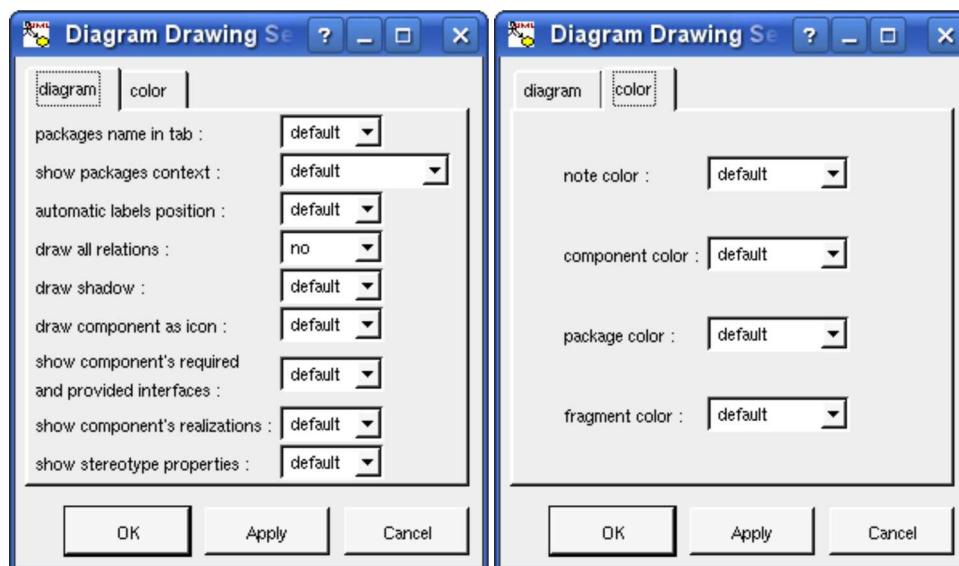 Diagram Drawing Se
diagram color
packages name in tab : default
show packages context : default
automatic labels position : default
draw all relations : no
draw shadow : default
draw component as icon : default
show component's required
and provided interfaces : default
show component's realizations : default
show stereotype properties : default
OK Apply Cancel
Diagram Drawing Se
diagram color
note color : default
component color : default
package color : default
fragment color : default
OK Apply Cancel